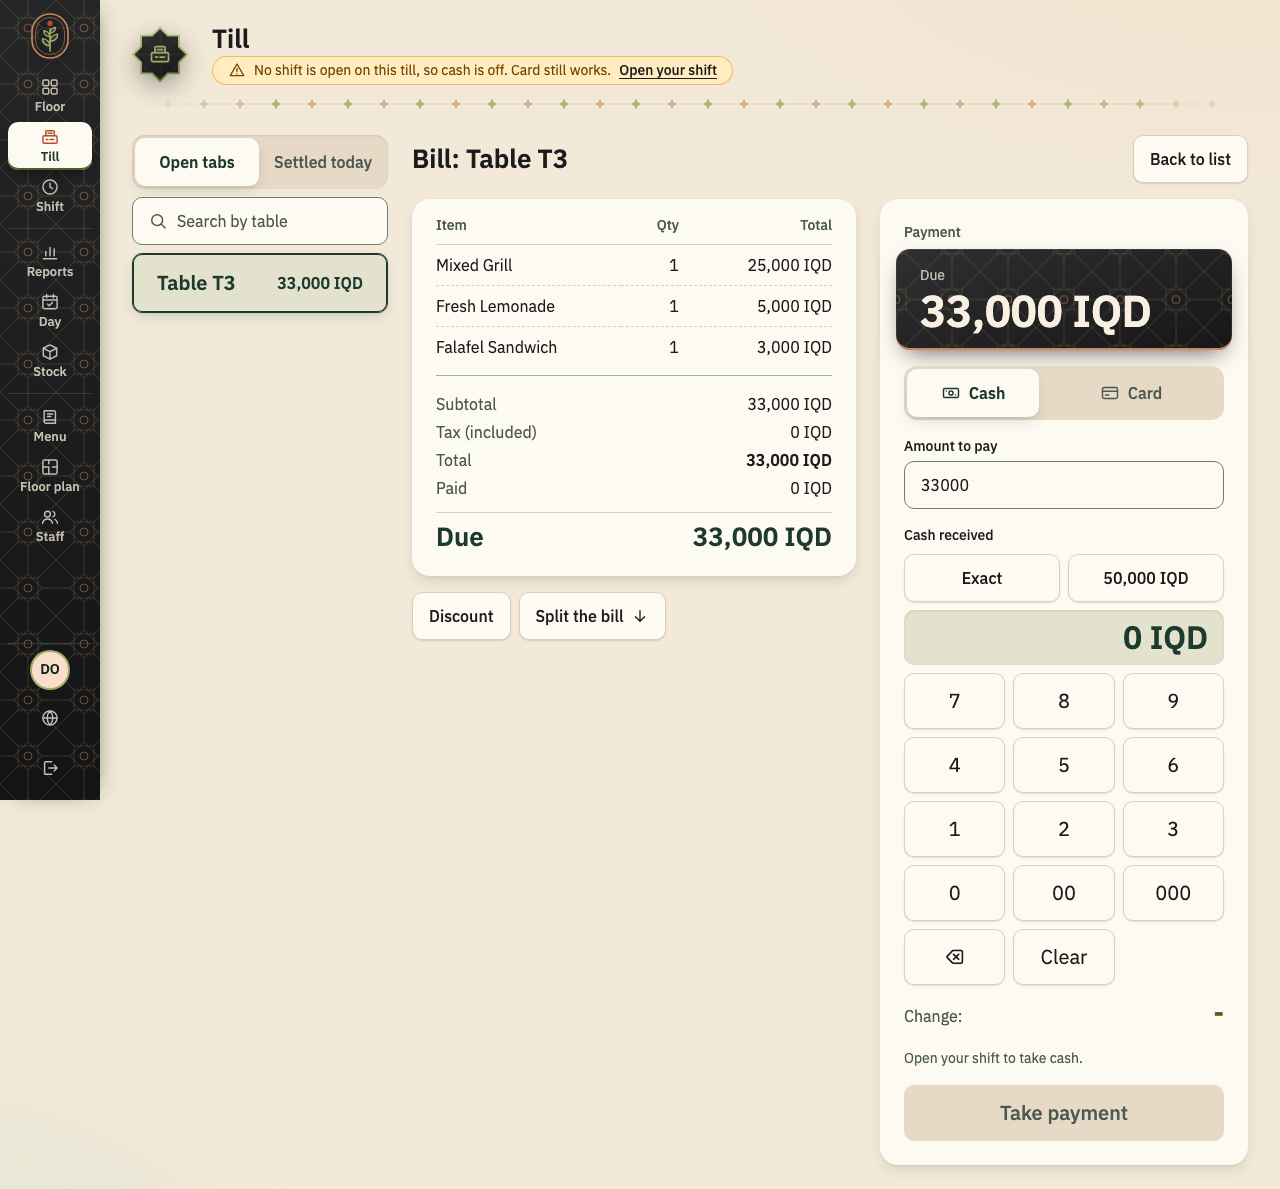 Till
No shift is open on this till, so cash is off. Card still works. Open your shift
Floor
Till
Shift
Reports
Day
Stock
Menu
Floor plan
Staff
DO
Open tabs
Settled today
Search by table
Table T3 33,000 IQD
Bill: Table T3
Back to list
Item Qty Total
Mixed Grill 1 25,000 IQD
Fresh Lemonade 1 5,000 IQD
Falafel Sandwich 1 3,000 IQD
Subtotal 33,000 IQD
Tax (included) 0 IQD
Total 33,000 IQD
Paid 0 IQD
Due 33,000 IQD
Discount
Split the bill
Payment
Due
33,000 IQD
Cash
Card
Amount to pay
33000
Cash received
Exact
50,000 IQD
0 IQD
7 8 9
4 5 6
1 2 3
0 00 000
Clear
Change: -
Open your shift to take cash.
Take payment